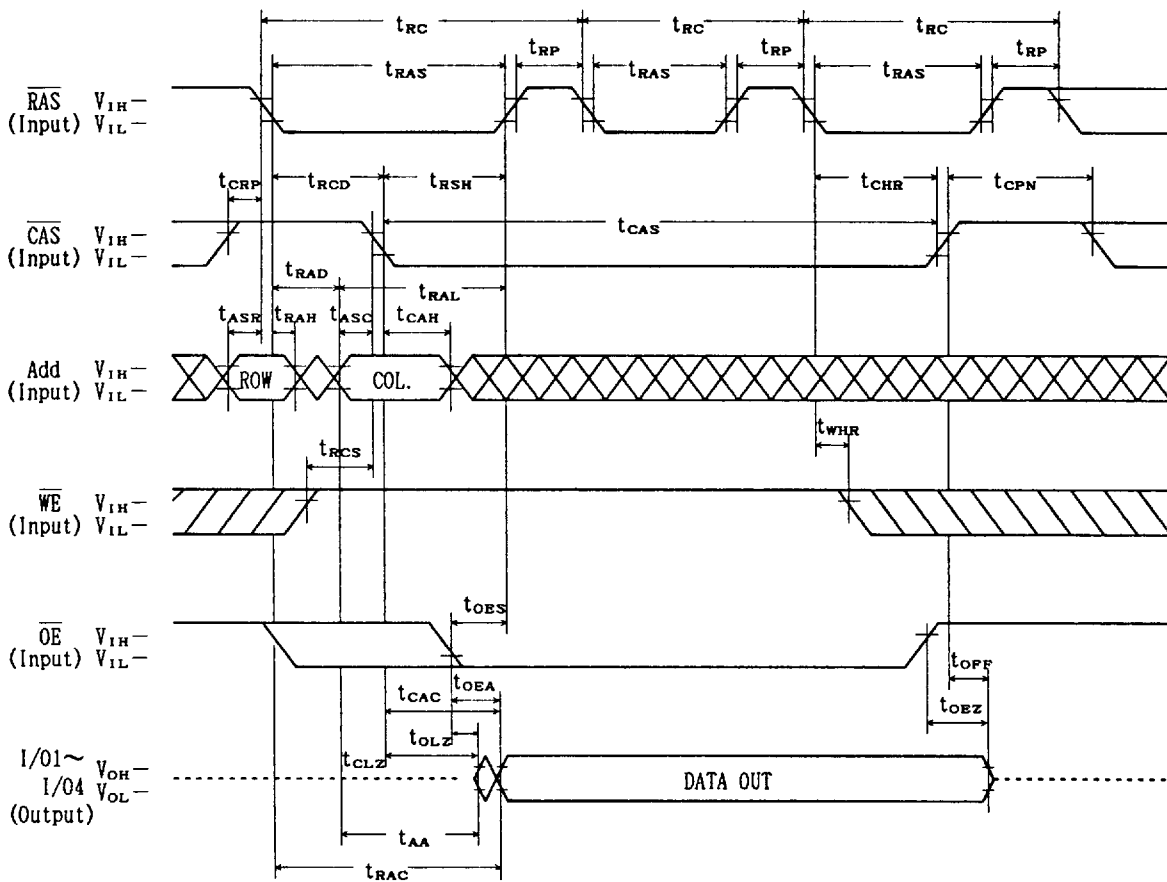 tRC tRC tRC
tRAS tRP tRAS tRP tRAS tRP
RAS VIH
(Input) VIL
tCRP tRCD tRSH tCHR tCPN
tCAS
CAS VIH
(Input) VIL
tRAD tRAL
tASR tRAH tASC tCAH
Add VIH
(Input) VIL
ROW COL.
tWHR
tRCS
WE VIH
(Input) VIL
tOES
OE VIH
(Input) VIL
tOFF
tOEA
tCAC
tOEZ
tOLZ
tCLZ
I/O1~
I/O4
(Output)
VOH
VOL
DATA OUT
tAA
tRAC